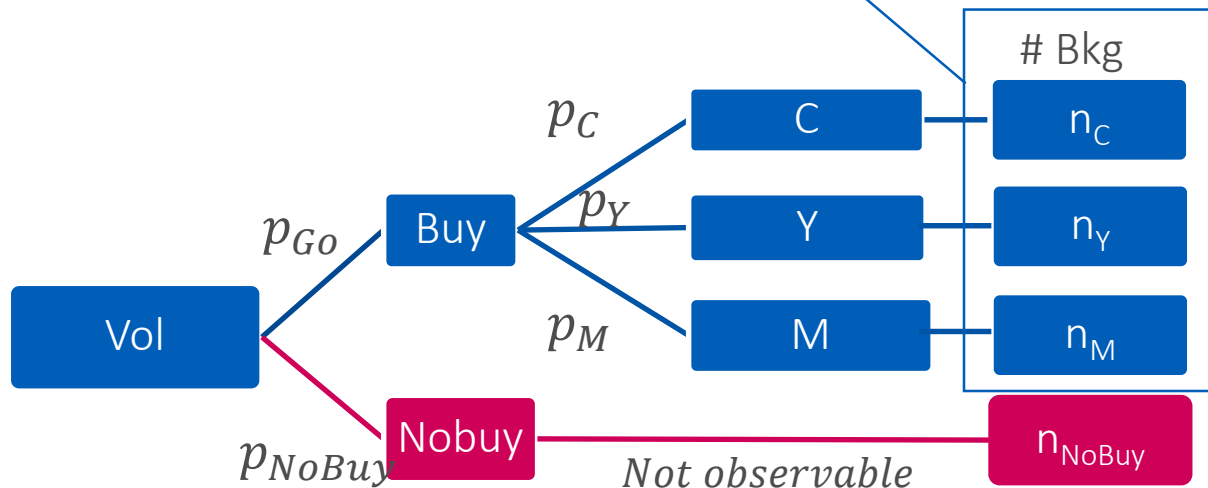 # Bkg
p_C
C
n_C
p_Go
Buy
p_Y
Y
n_Y
Vol
p_M
M
n_M
p_NoBuy
Nobuy
Not observable
n_NoBuy